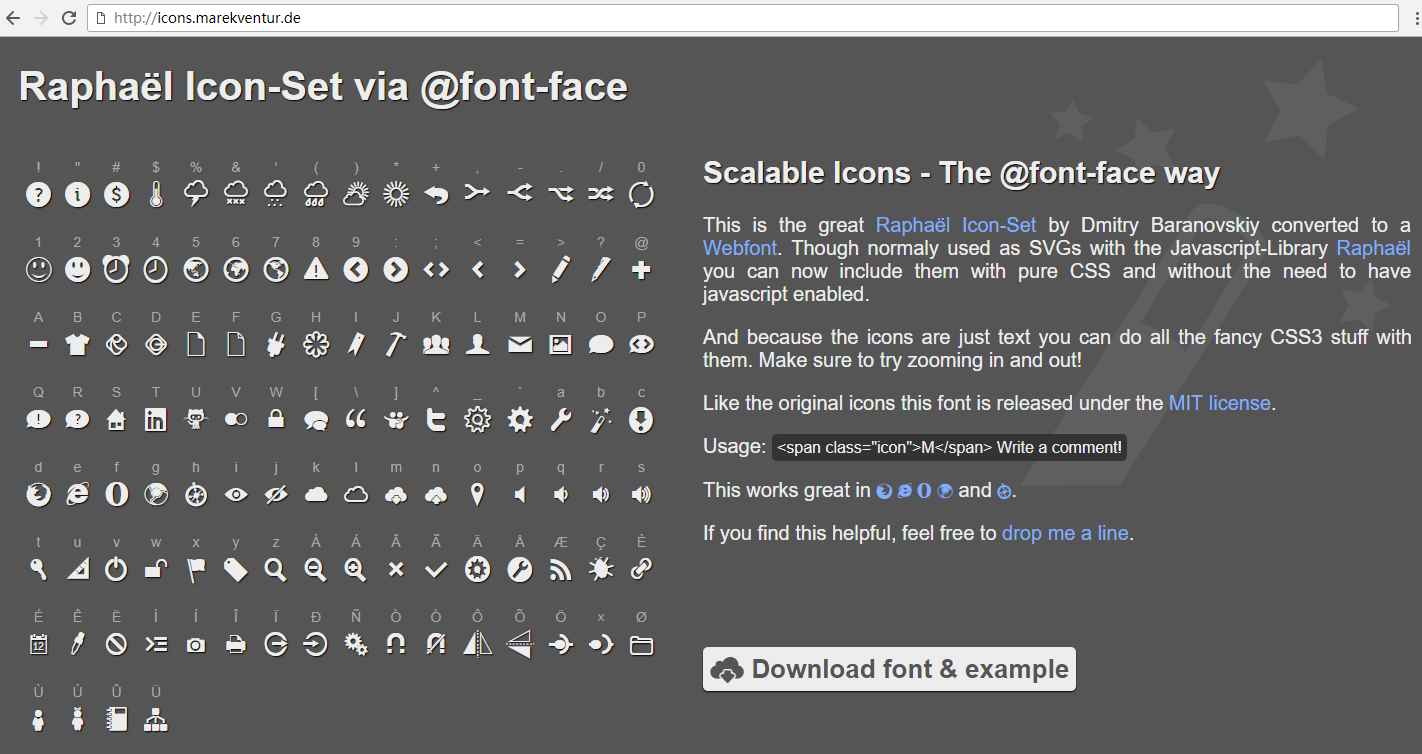 http://icons.marekventur.de
Raphaël Icon-Set via @font-face
! " # $ % & ' ( ) * + , - . / 0
1 2 3 4 5 6 7 8 9 : ; < = > ? @
A B C D E F G H I J K L M N O P
Q R S T U V W [ \ ] ^ _ ` a b c
d e f g h i j k l m n o p q r s
t u v w x y z À Á Â Ã Ä Å Æ Ç È
É Ê Ë Ì Í Î Ï Ð Ñ Ò Ó Ô Õ Ö × Ø
Ù Ú Û Ü
Scalable Icons - The @font-face way
This is the great Raphaël Icon-Set by Dmitry Baranovskiy converted to a
Webfont. Though normaly used as SVGs with the Javascript-Library Raphaël
you can now include them with pure CSS and without the need to have
javascript enabled.
And because the icons are just text you can do all the fancy CSS3 stuff with
them. Make sure to try zooming in and out!
Like the original icons this font is released under the MIT license.
Usage: <span class="icon">M</span> Write a comment!
This works great in and .
If you find this helpful, feel free to drop me a line.
Download font & example